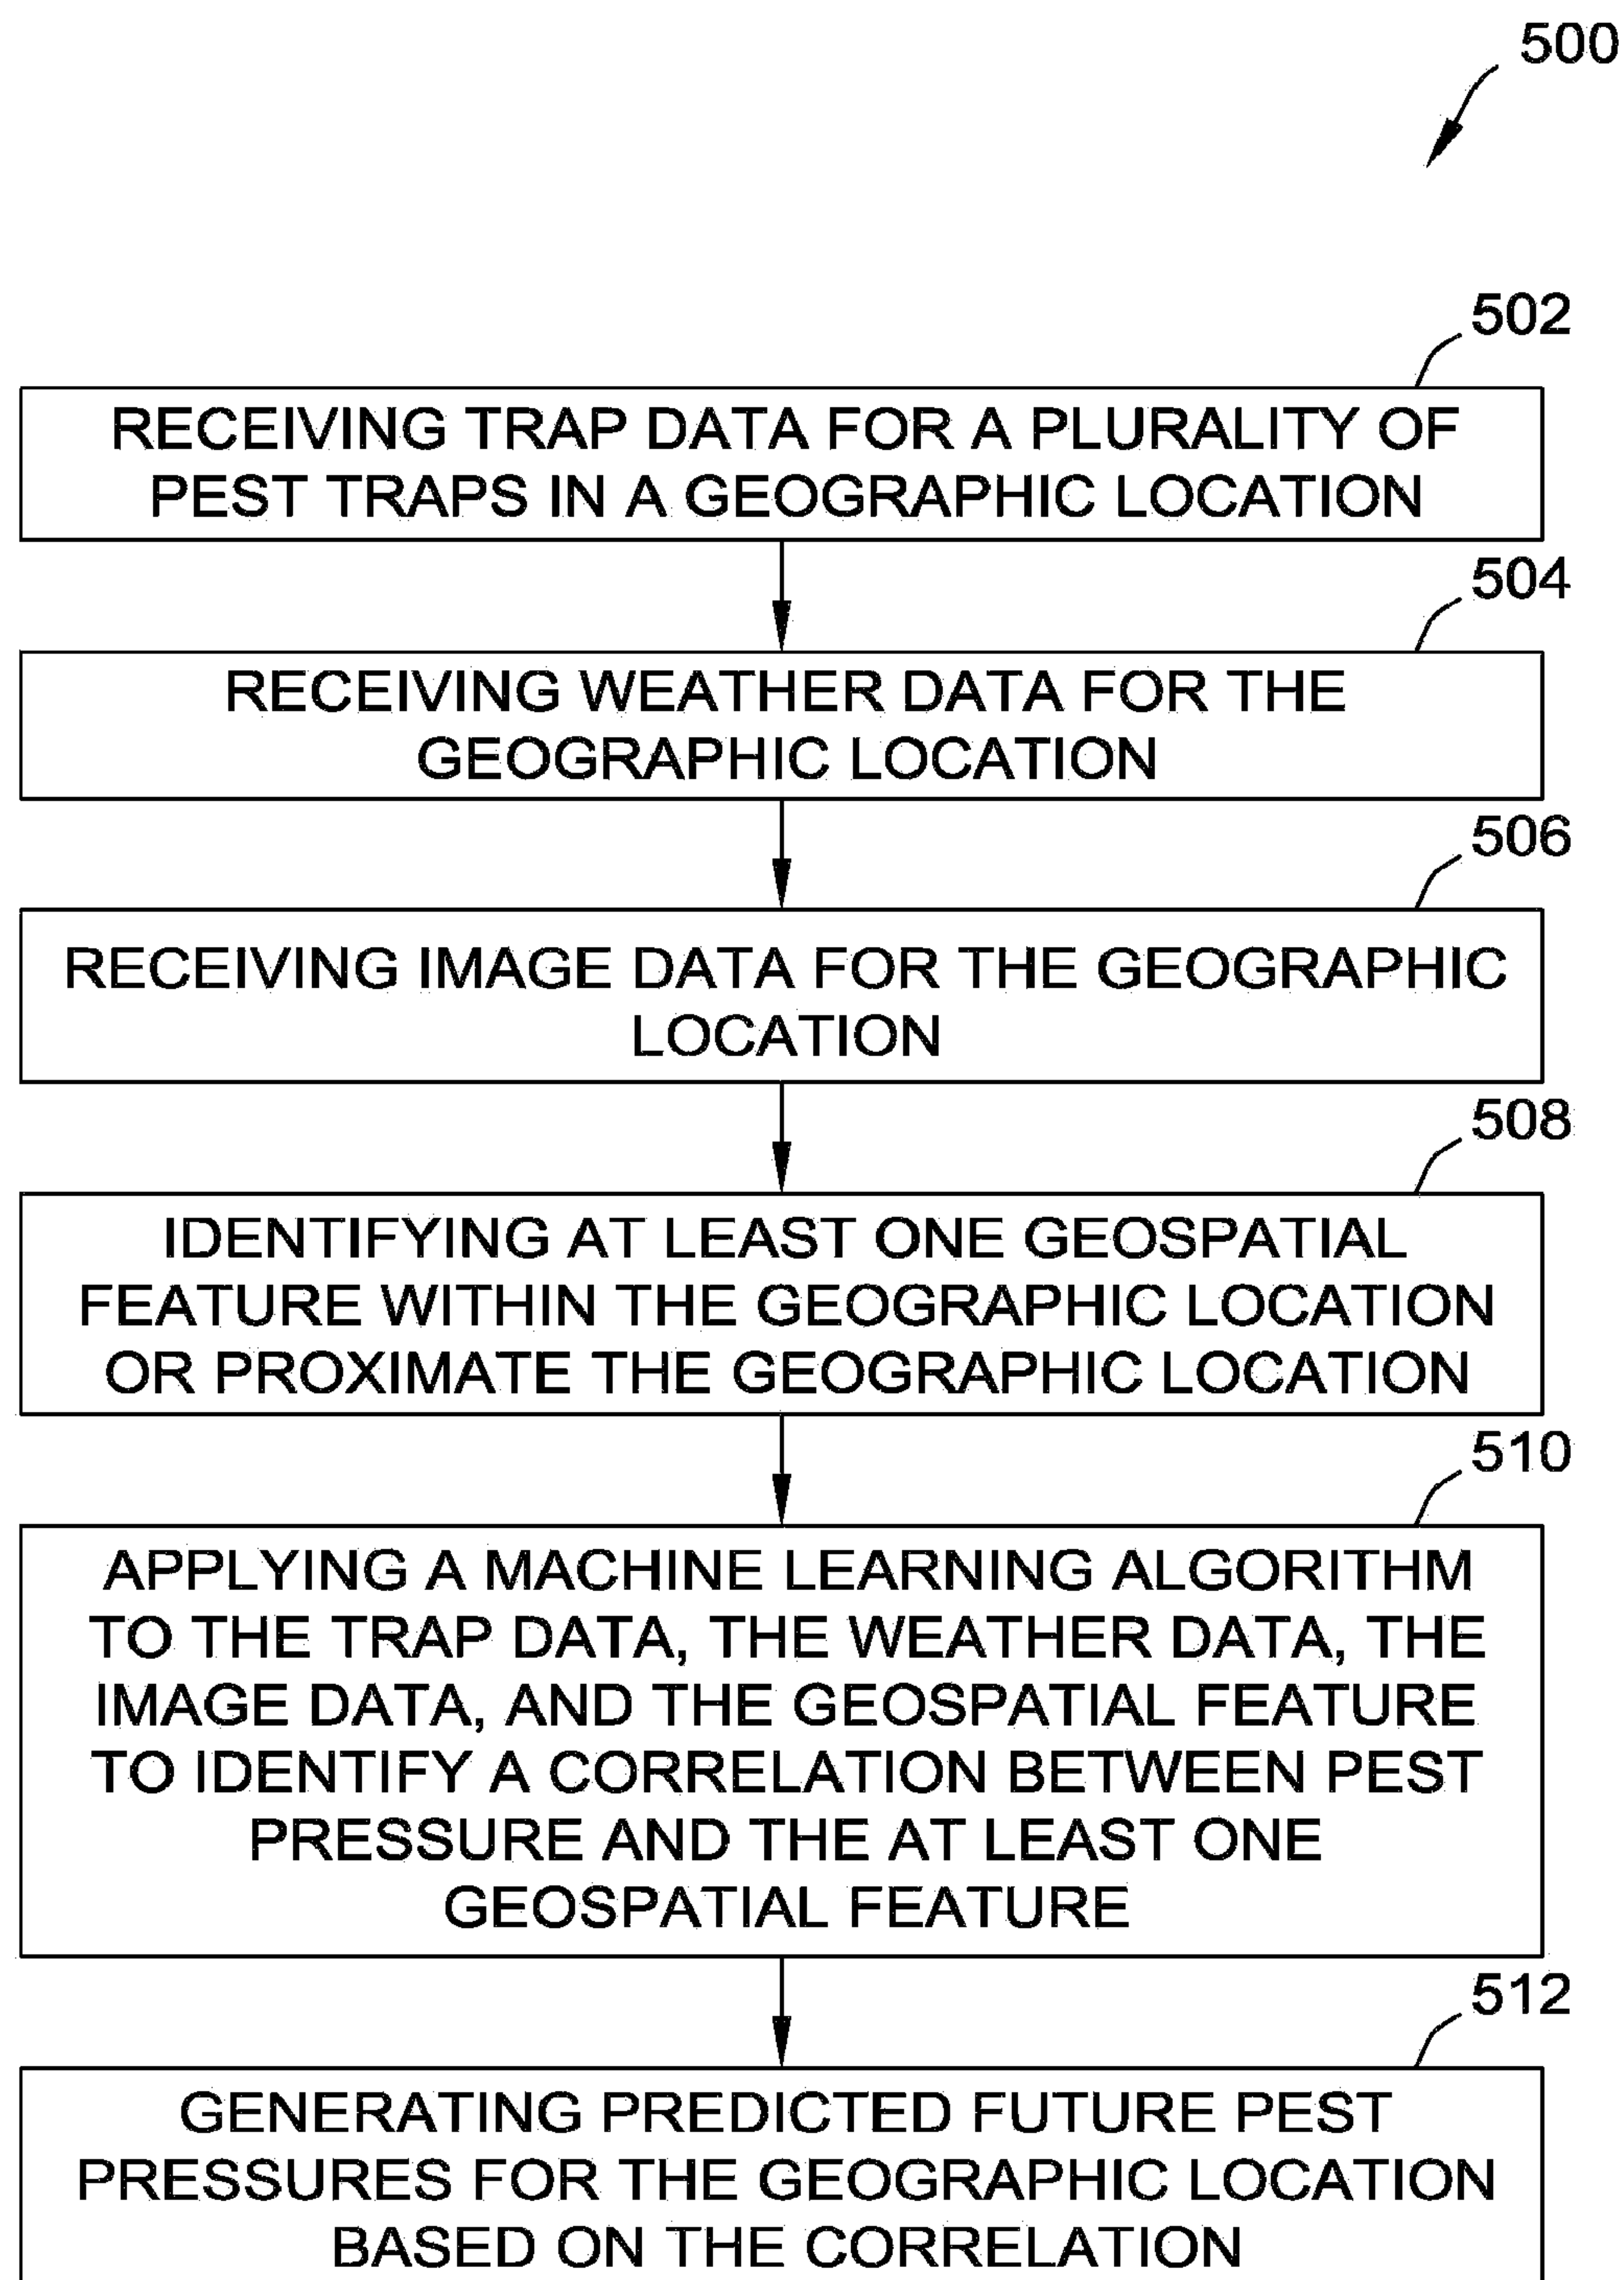 500
502
RECEIVING TRAP DATA FOR A PLURALITY OF
PEST TRAPS IN A GEOGRAPHIC LOCATION
504
RECEIVING WEATHER DATA FOR THE
GEOGRAPHIC LOCATION
506
RECEIVING IMAGE DATA FOR THE GEOGRAPHIC
LOCATION
508
IDENTIFYING AT LEAST ONE GEOSPATIAL
FEATURE WITHIN THE GEOGRAPHIC LOCATION
OR PROXIMATE THE GEOGRAPHIC LOCATION
510
APPLYING A MACHINE LEARNING ALGORITHM
TO THE TRAP DATA, THE WEATHER DATA, THE
IMAGE DATA, AND THE GEOSPATIAL FEATURE
TO IDENTIFY A CORRELATION BETWEEN PEST
PRESSURE AND THE AT LEAST ONE
GEOSPATIAL FEATURE
512
GENERATING PREDICTED FUTURE PEST
PRESSURES FOR THE GEOGRAPHIC LOCATION
BASED ON THE CORRELATION